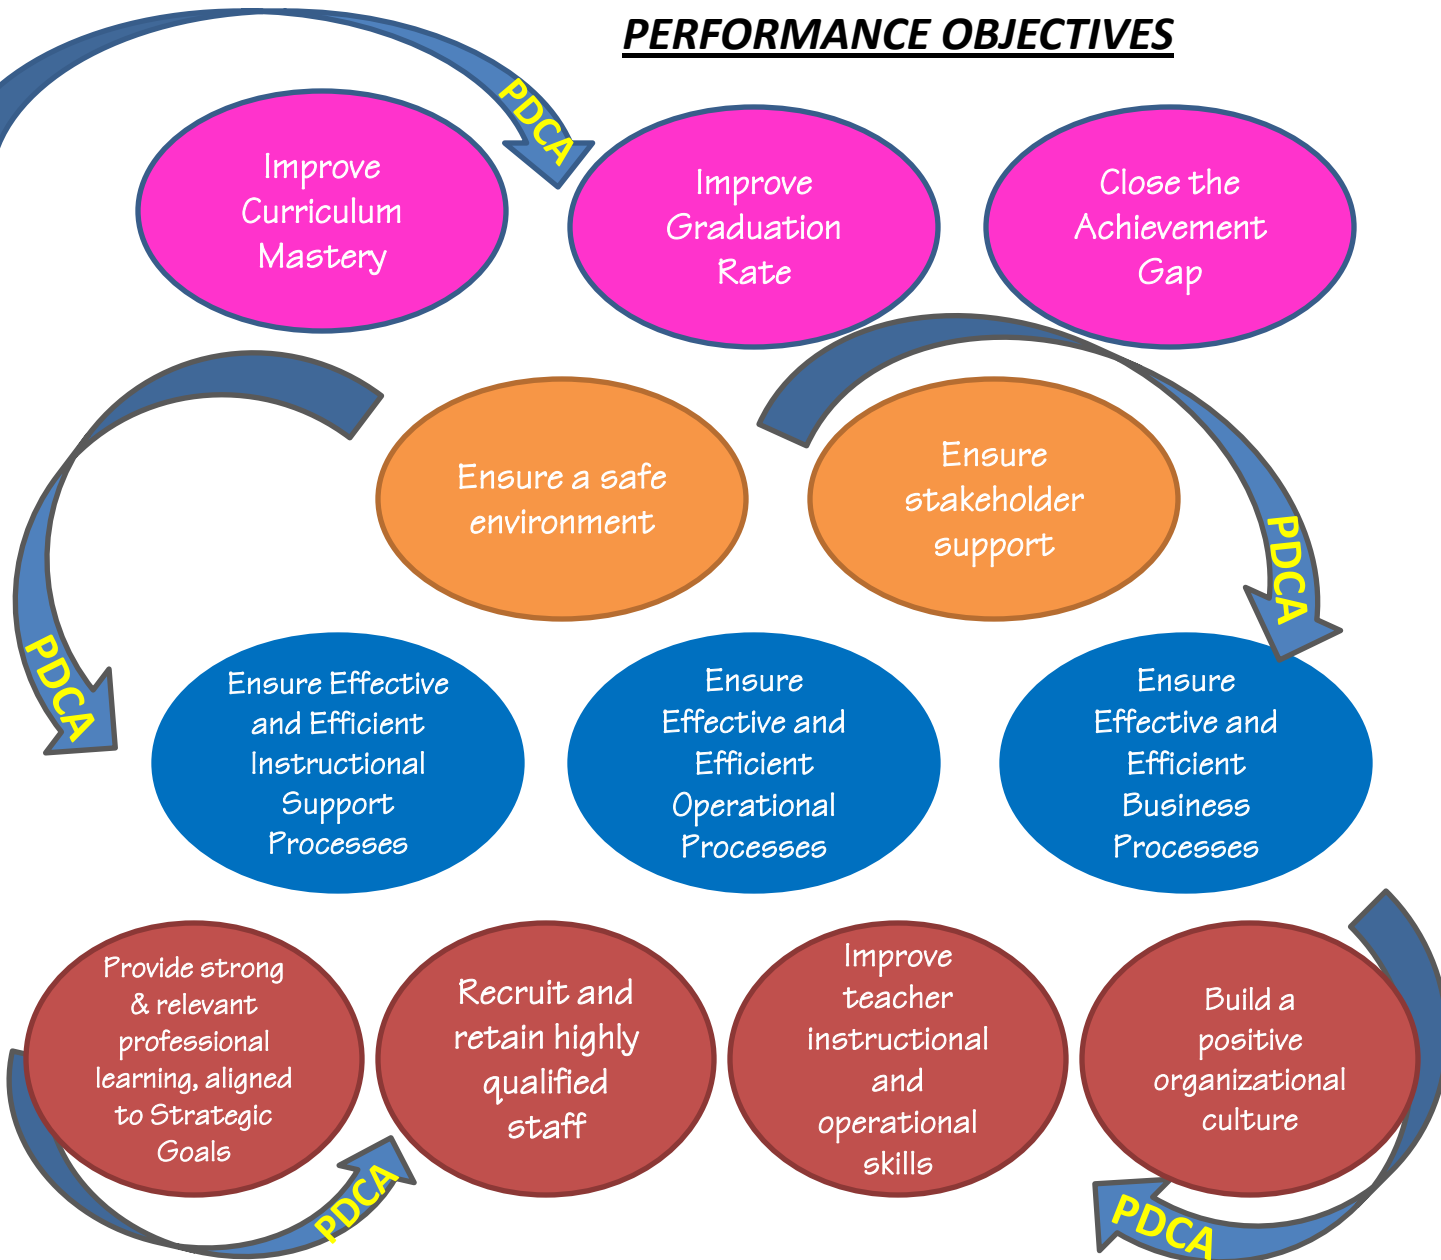 PERFORMANCE OBJECTIVES
PDCA
Improve
Curriculum
Mastery
Improve
Graduation
Rate
Close the
Achievement
Gap
Ensure a safe
environment
Ensure
stakeholder
support
PDCA
PDCA
Ensure Effective
and Efficient
Instructional
Support
Processes
Ensure
Effective and
Efficient
Operational
Processes
Ensure
Effective and
Efficient
Business
Processes
Provide strong
& relevant
professional
learning, aligned
to Strategic
Goals
Recruit and
retain highly
qualified
staff
Improve
teacher
instructional
and
operational
skills
Build a
positive
organizational
culture
PDCA
PDCA